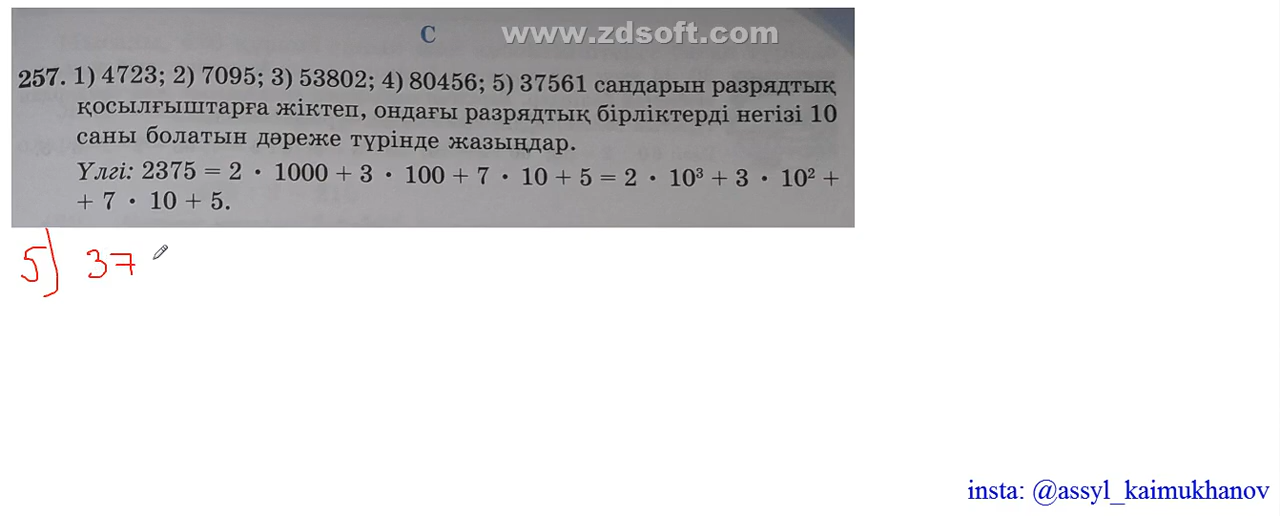 C
www.zdsoft.com
257. 1) 4723; 2) 7095; 3) 53802; 4) 80456; 5) 37561 сандарын разрядтық
қосылғыштарға жіктеп, ондағы разрядтық бірліктерді негізі 10
саны болатын дәреже түрінде жазыңдар.
Үлгі: 2375 = 2 · 1000 + 3 · 100 + 7 · 10 + 5 = 2 · 10³ + 3 · 10² +
+ 7 · 10 + 5.
5) 37
insta: @assyl_kaimukhanov